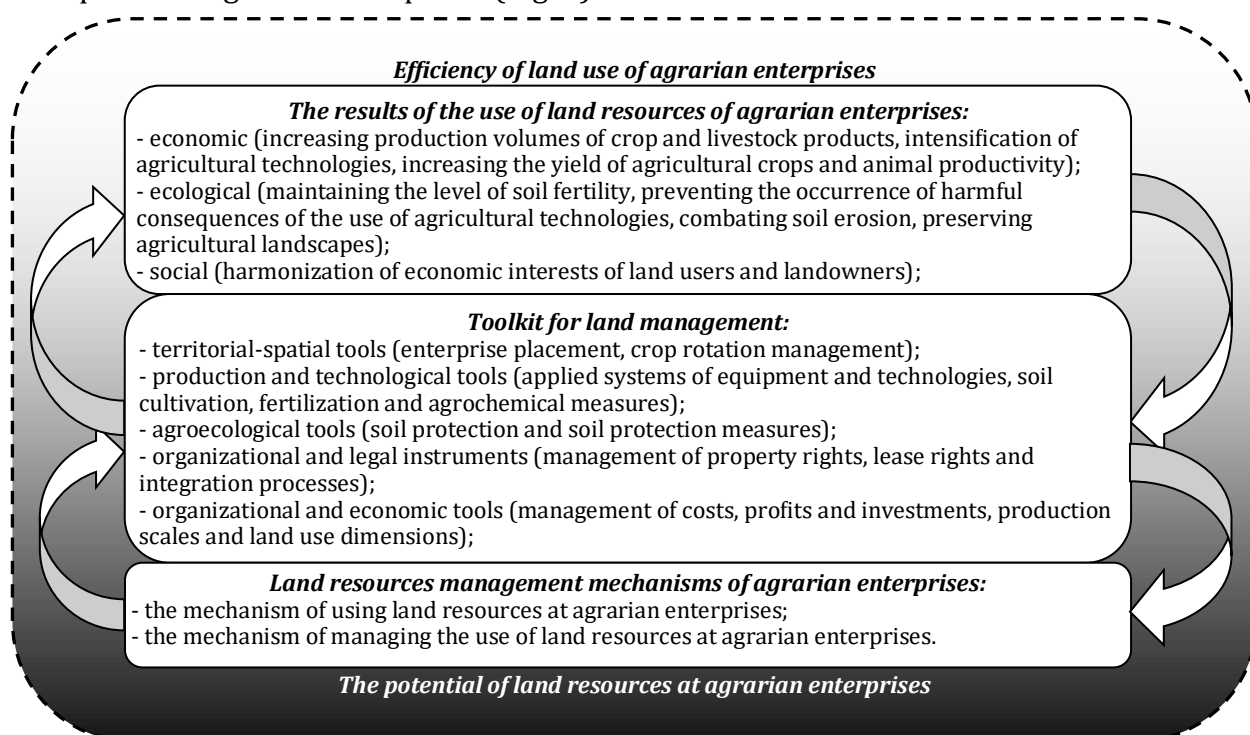 Efficiency of land use of agrarian enterprises
The results of the use of land resources of agrarian enterprises:
- economic (increasing production volumes of crop and livestock products, intensification of
agricultural technologies, increasing the yield of agricultural crops and animal productivity);
- ecological (maintaining the level of soil fertility, preventing the occurrence of harmful
consequences of the use of agricultural technologies, combating soil erosion, preserving
agricultural landscapes);
- social (harmonization of economic interests of land users and landowners);
Toolkit for land management:
- territorial-spatial tools (enterprise placement, crop rotation management);
- production and technological tools (applied systems of equipment and technologies, soil
cultivation, fertilization and agrochemical measures);
- agroecological tools (soil protection and soil protection measures);
- organizational and legal instruments (management of property rights, lease rights and
integration processes);
- organizational and economic tools (management of costs, profits and investments, production
scales and land use dimensions);
Land resources management mechanisms of agrarian enterprises:
- the mechanism of using land resources at agrarian enterprises;
- the mechanism of managing the use of land resources at agrarian enterprises.
The potential of land resources at agrarian enterprises